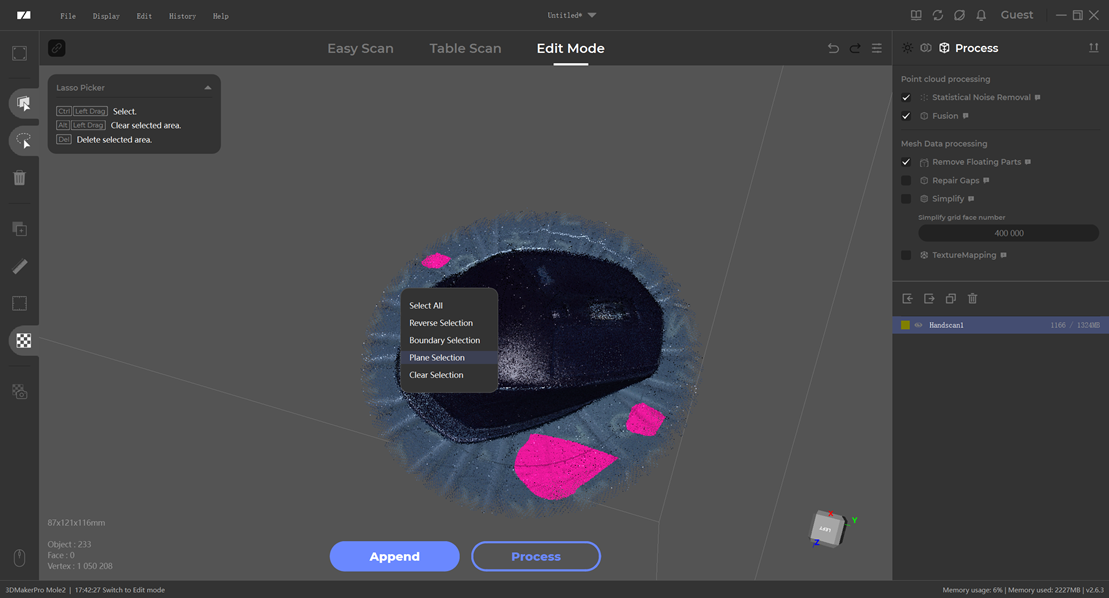 File Display Edit History Help
Untitled*
Guest
Easy Scan Table Scan Edit Mode
Process
Lasso Picker
Ctrl Left Drag Select.
Alt Left Drag Clear selected area.
Del Delete selected area.
Point cloud processing
Statistical Noise Removal
Fusion
Mesh Data processing
Remove Floating Parts
Repair Gaps
Simplify
Simplify grid face number
400 000
TextureMapping
Handscan1 1166 / 1324MB
Select All
Reverse Selection
Boundary Selection
Plane Selection
Clear Selection
87x121x116mm
Object : 233
Face : 0
Vertex : 1 050 208
Append Process
X
Y
Z
LEFT
3DMakerPro Mole2 | 17:42:27 Switch to Edit mode
Memory usage: 6% | Memory used: 2227MB | v2.6.3